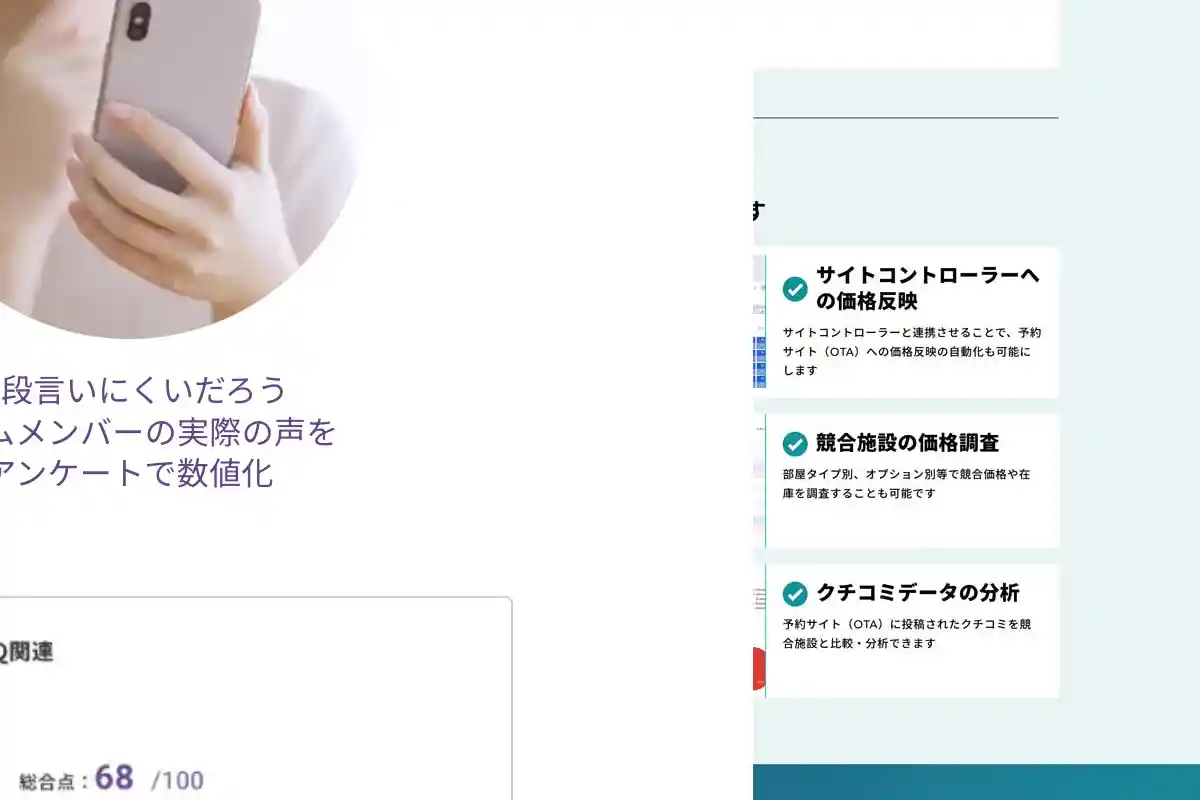 段言いにくいだろう
ムメンバーの実際の声を
アンケートで数値化
Q関連
総合点：68 /100
す
サイトコントローラーへ
の価格反映
サイトコントローラーと連携させることで、予約
サイト（OTA）への価格反映の自動化も可能に
します
競合施設の価格調査
部屋タイプ別、オプション別等で競合価格や在
庫を調査することも可能です
クチコミデータの分析
予約サイト（OTA）に投稿されたクチコミを競
合施設と比較・分析できます